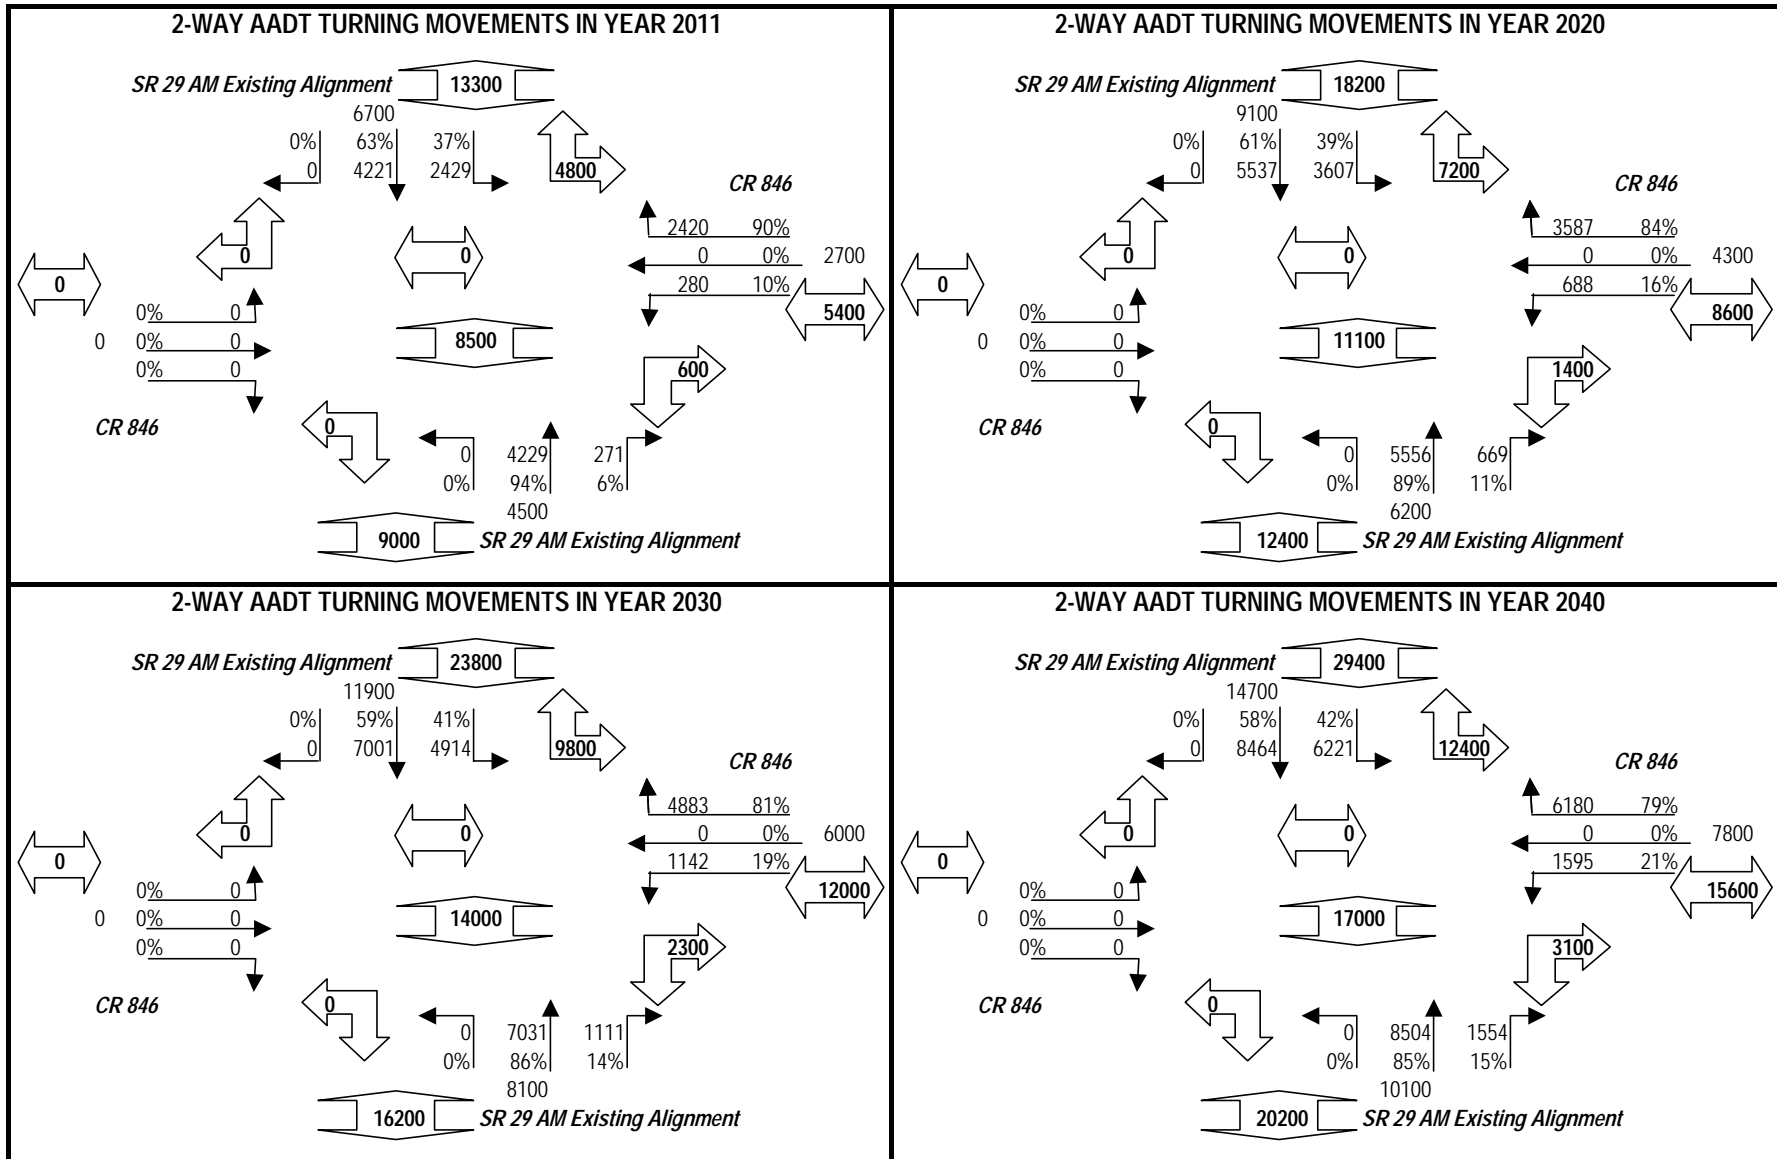 2-WAY AADT TURNING MOVEMENTS IN YEAR 2011
SR 29 AM Existing Alignment 13300
6700
0% 63% 37%
0 4221 2429
4800
CR 846
2420 90%
0 0 0 0% 2700
0 280 10%
5400
0% 0
0 0% 0
0% 0
8500
600
CR 846
0
0 4229 271
0% 94% 6%
4500
9000 SR 29 AM Existing Alignment
2-WAY AADT TURNING MOVEMENTS IN YEAR 2020
SR 29 AM Existing Alignment 18200
9100
0% 61% 39%
0 5537 3607
7200
CR 846
3587 84%
0 0 0 0% 4300
0 688 16%
8600
0% 0
0 0% 0
0% 0
11100
1400
CR 846
0
0 5556 669
0% 89% 11%
6200
12400 SR 29 AM Existing Alignment
2-WAY AADT TURNING MOVEMENTS IN YEAR 2030
SR 29 AM Existing Alignment 23800
11900
0% 59% 41%
0 7001 4914
9800
CR 846
4883 81%
0 0 0 0% 6000
0 1142 19%
12000
0% 0
0 0% 0
0% 0
14000
2300
CR 846
0
0 7031 1111
0% 86% 14%
8100
16200 SR 29 AM Existing Alignment
2-WAY AADT TURNING MOVEMENTS IN YEAR 2040
SR 29 AM Existing Alignment 29400
14700
0% 58% 42%
0 8464 6221
12400
CR 846
6180 79%
0 0 0 0% 7800
0 1595 21%
15600
0% 0
0 0% 0
0% 0
17000
3100
CR 846
0
0 8504 1554
0% 85% 15%
10100
20200 SR 29 AM Existing Alignment